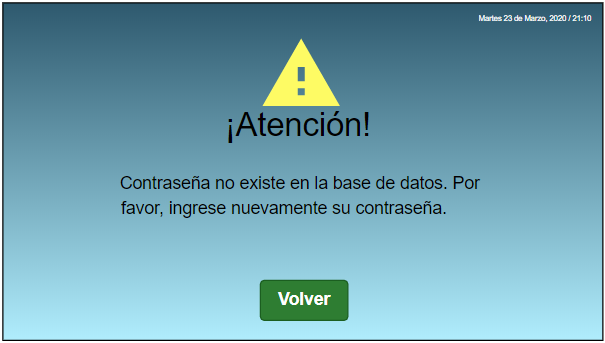 Martes 23 de Marzo, 2020 / 21:10
¡Atención!
Contraseña no existe en la base de datos. Por
favor, ingrese nuevamente su contraseña.
Volver